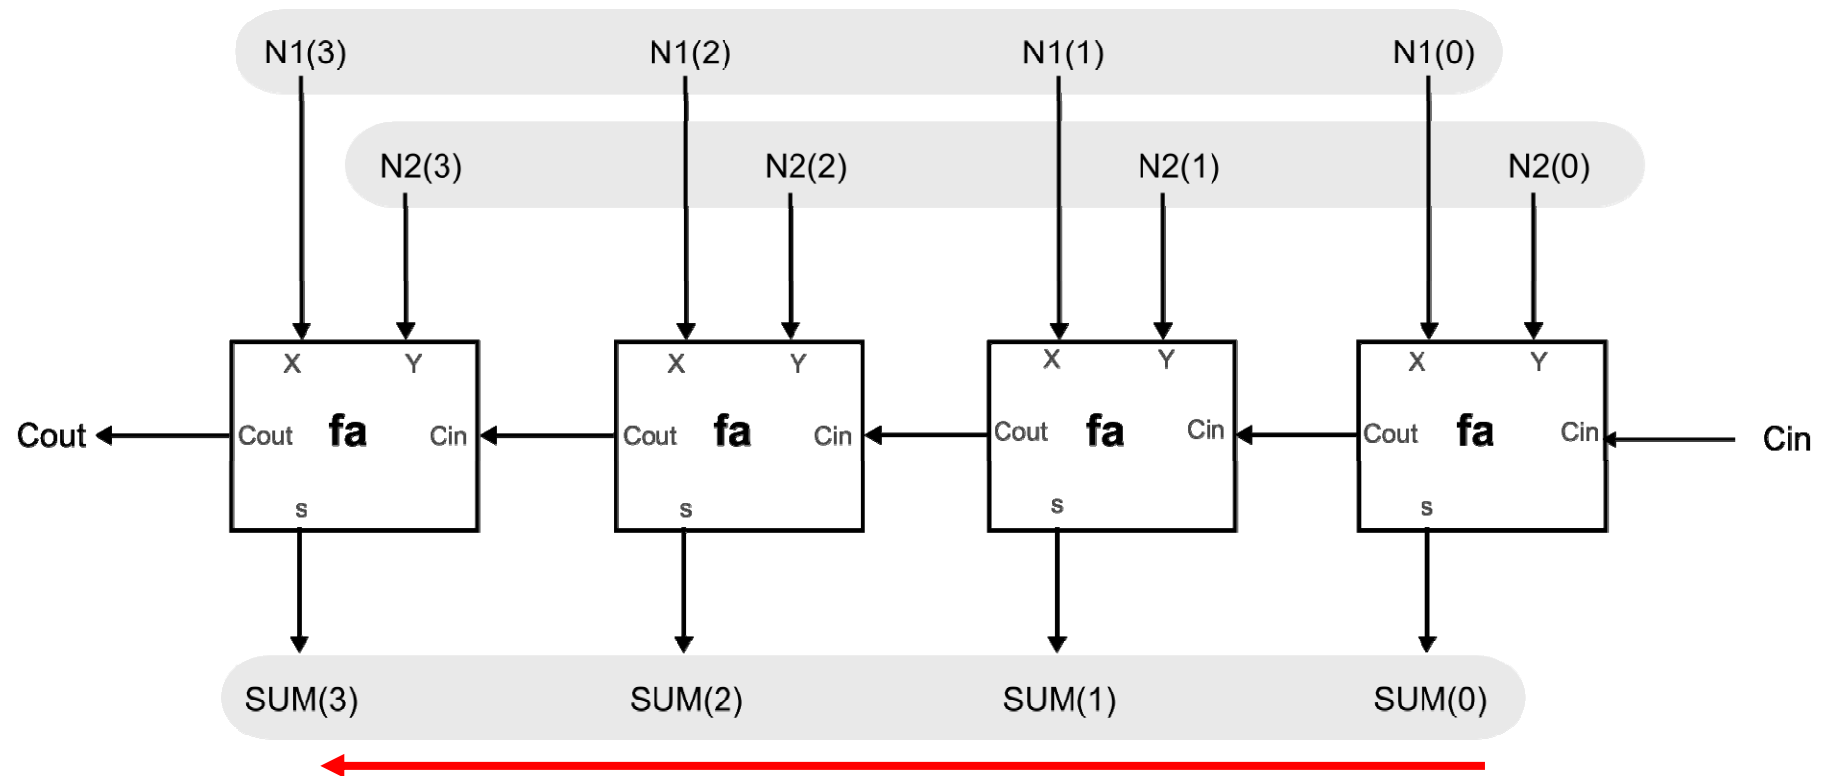 N1(3) N1(2) N1(1) N1(0)
N2(3) N2(2) N2(1) N2(0)
X Y X Y X Y X Y
Cout Cout fa Cin Cout fa Cin Cout fa Cin Cout fa Cin Cin
s s s s
SUM(3) SUM(2) SUM(1) SUM(0)